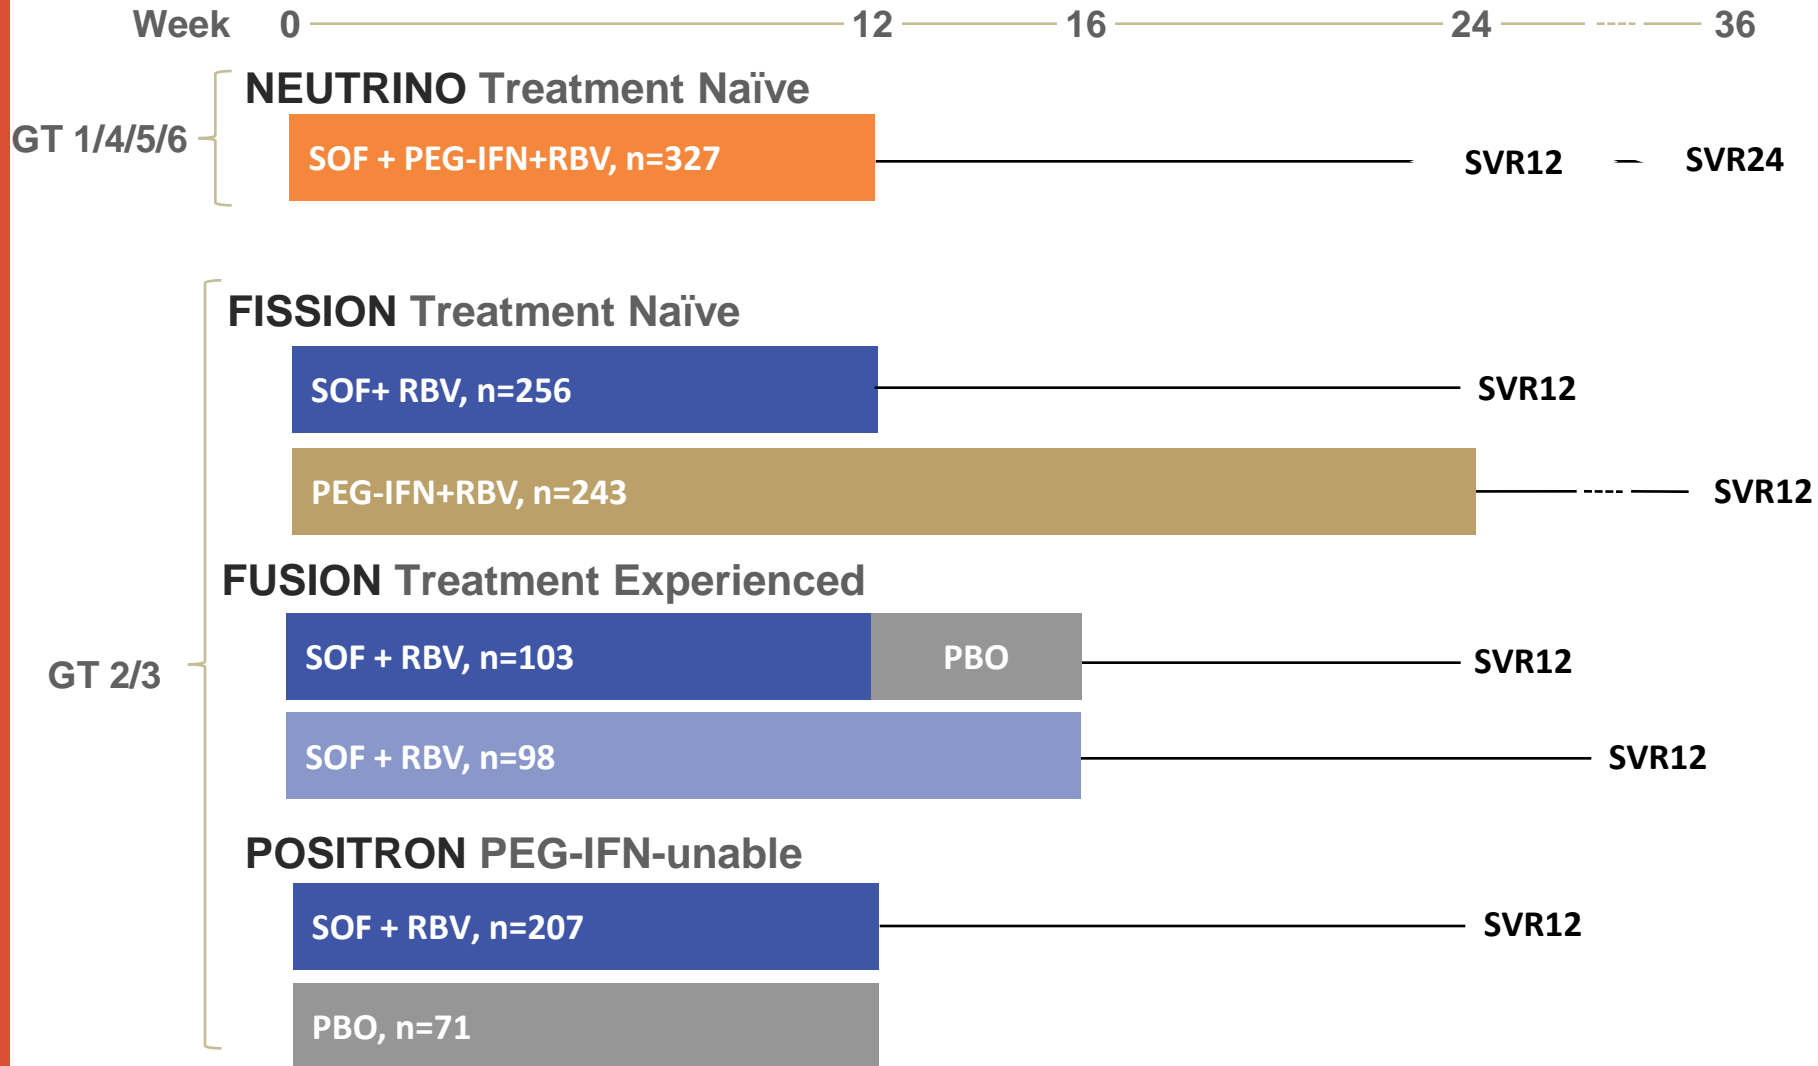 Week 0 12 16 24 36
NEUTRINO Treatment Naïve
GT 1/4/5/6
SOF + PEG-IFN+RBV, n=327
SVR12
SVR24
FISSION Treatment Naïve
SOF+ RBV, n=256
SVR12
PEG-IFN+RBV, n=243
SVR12
FUSION Treatment Experienced
GT 2/3
SOF + RBV, n=103
PBO
SVR12
SOF + RBV, n=98
SVR12
POSITRON PEG-IFN-unable
SOF + RBV, n=207
SVR12
PBO, n=71